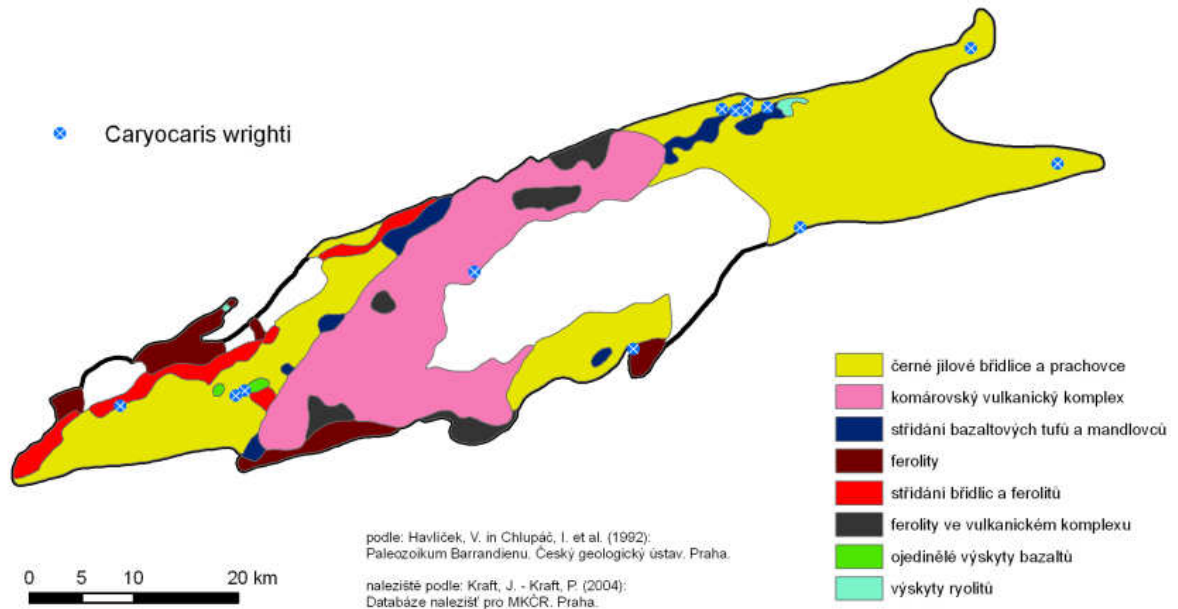 Caryocaris wrighti
černé jílové břidlice a prachovce
komárovský vulkanický komplex
střídání bazaltových tufů a mandlovců
ferolity
střídání břidlic a ferolitů
ferolity ve vulkanickém komplexu
ojedinělé výskyty bazaltů
výskyty ryolitů
podle: Havlíček, V. in Chlupáč, I. et al. (1992):
Paleozoikum Barrandienu. Český geologický ústav. Praha.
naleziště podle: Kraft, J. - Kraft, P. (2004):
Databáze nalezišť pro MKČR. Praha.
0 10 20 km